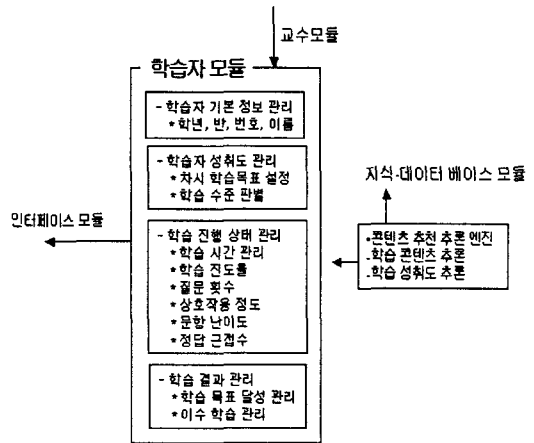 교수모듈
학습자 모듈
- 학습자 기본 정보 관리
* 학년, 반, 번호, 이름
- 학습자 성취도 관리
* 차시 학습목표 설정
* 학습 수준 판별
- 학습 진행 상태 관리
* 학습 시간 관리
* 학습 진도률
* 질문 횟수
* 상호작용 정도
* 문항 난이도
* 정답 근접수
- 학습 결과 관리
* 학습 목표 달성 관리
* 이수 학습 관리
인터페이스 모듈
지식-데이터 베이스 모듈
-콘텐츠 추천 추론 엔진
-학습 콘텐츠 추론
-학습 성취도 추론